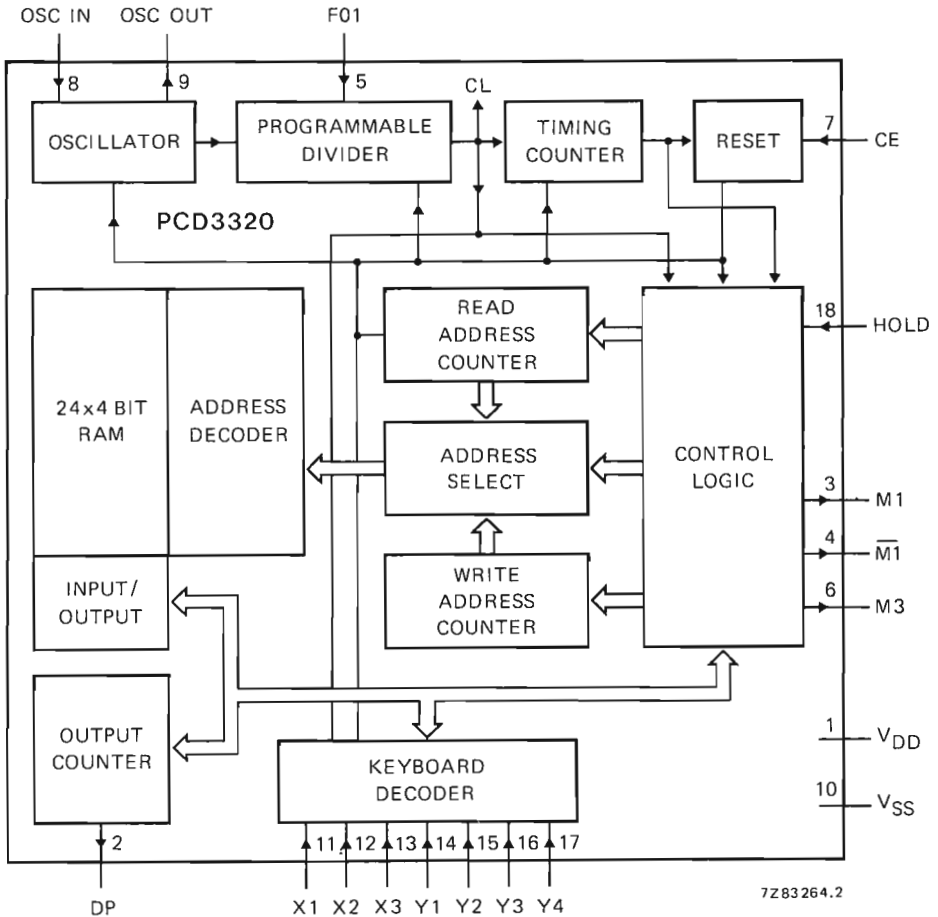 OSC IN OSC OUT F01
8 9 5 CL
OSCILLATOR
PROGRAMMABLE
DIVIDER
TIMING
COUNTER
RESET
7 CE
PCD3320
24x4 BIT
RAM
ADDRESS
DECODER
READ
ADDRESS
COUNTER
ADDRESS
SELECT
WRITE
ADDRESS
COUNTER
CONTROL
LOGIC
18 HOLD
3 M1
4 M̅1̅
6 M3
INPUT/
OUTPUT
OUTPUT
COUNTER
KEYBOARD
DECODER
1 VDD
10 VSS
2 11 12 13 14 15 16 17
DP X1 X2 X3 Y1 Y2 Y3 Y4
7Z83264.2